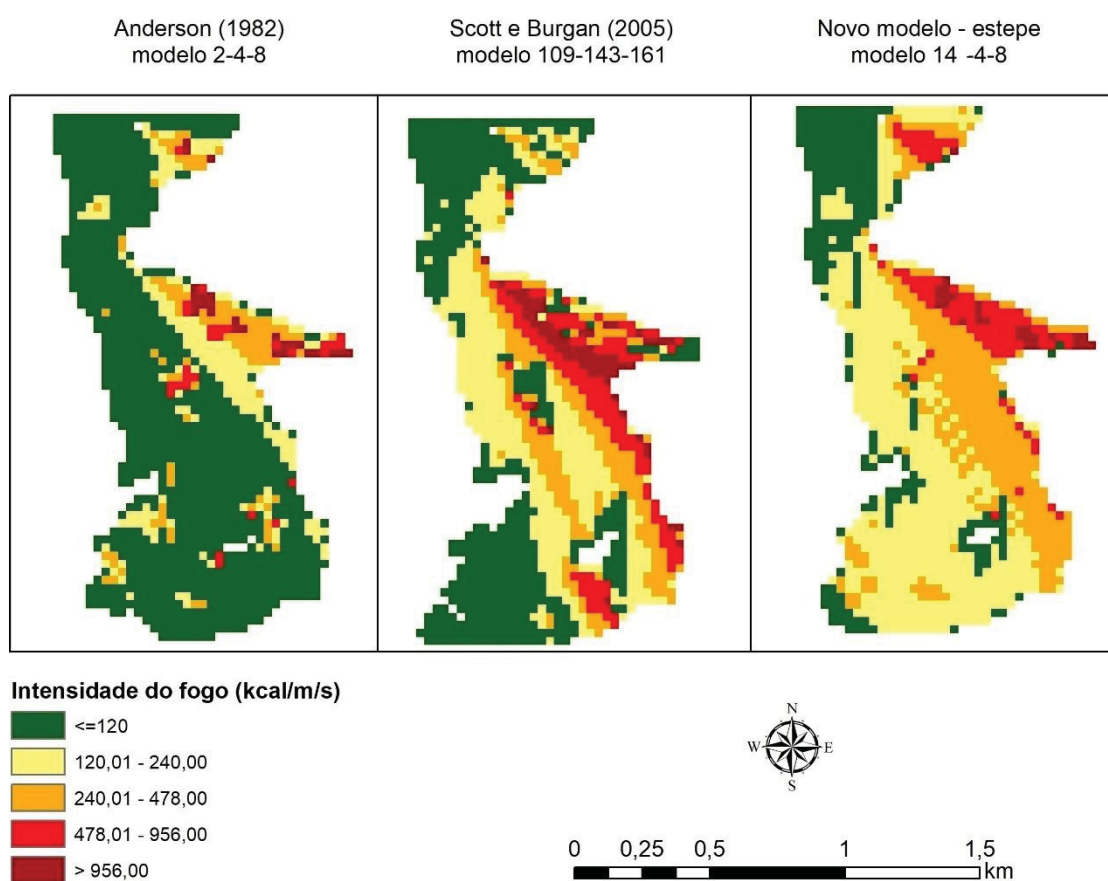 Anderson (1982)
modelo 2-4-8
Scott e Burgan (2005)
modelo 109-143-161
Novo modelo - estepe
modelo 14 -4-8
Intensidade do fogo (kcal/m/s)
<=120
120,01 - 240,00
240,01 - 478,00
478,01 - 956,00
> 956,00
N
W E
S
0 0,25 0,5 1 1,5
km